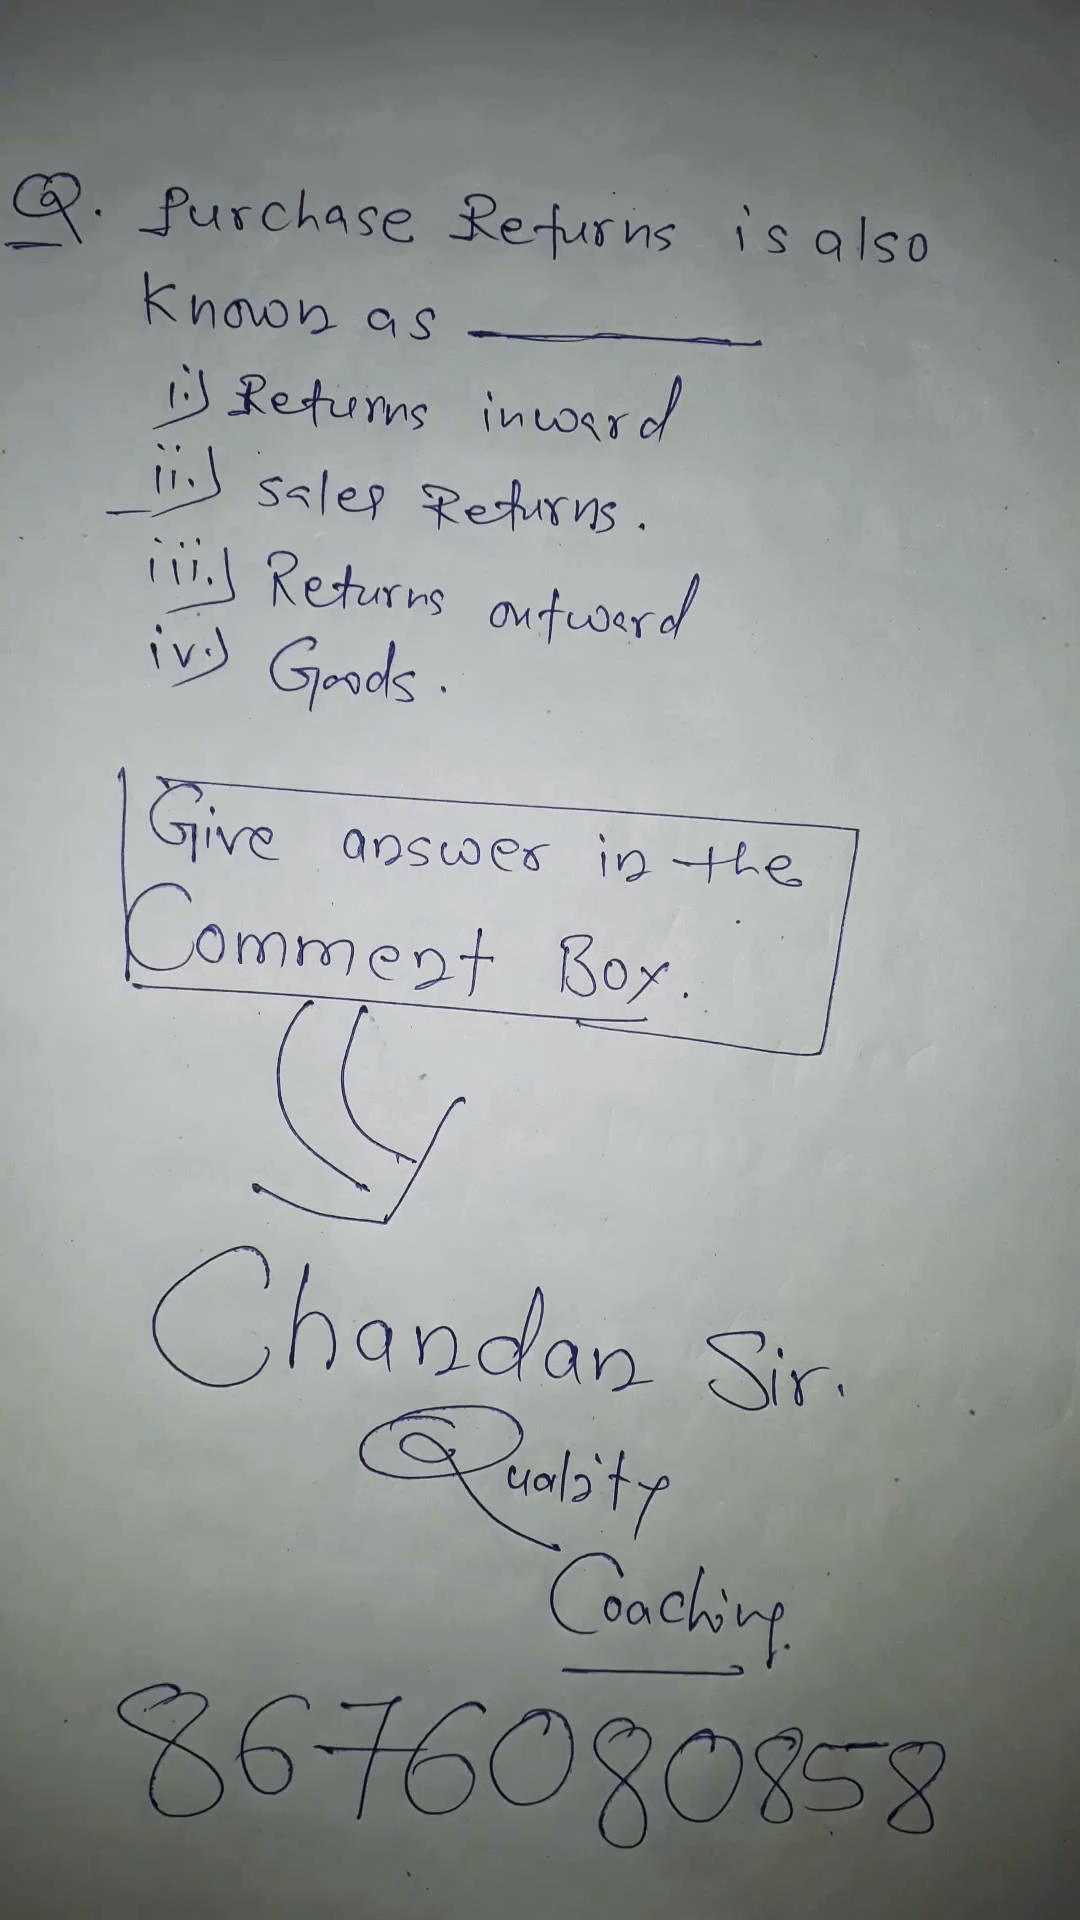 Q. Purchase Returns is also
Known as ________
i.) Returns inward
ii.) Sales Returns.
iii.) Returns outward
iv.) Goods.
Give answer in the
Comment Box.
Chandan Sir.
Quality
Coaching.
8676080858